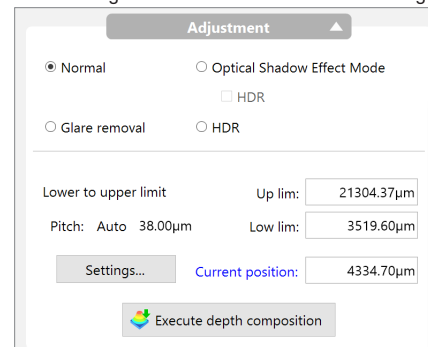 Adjustment
Normal
Optical Shadow Effect Mode
HDR
Glare removal
HDR
Lower to upper limit
Up lim: 21304.37µm
Pitch: Auto 38.00µm
Low lim: 3519.60µm
Settings...
Current position: 4334.70µm
Execute depth composition